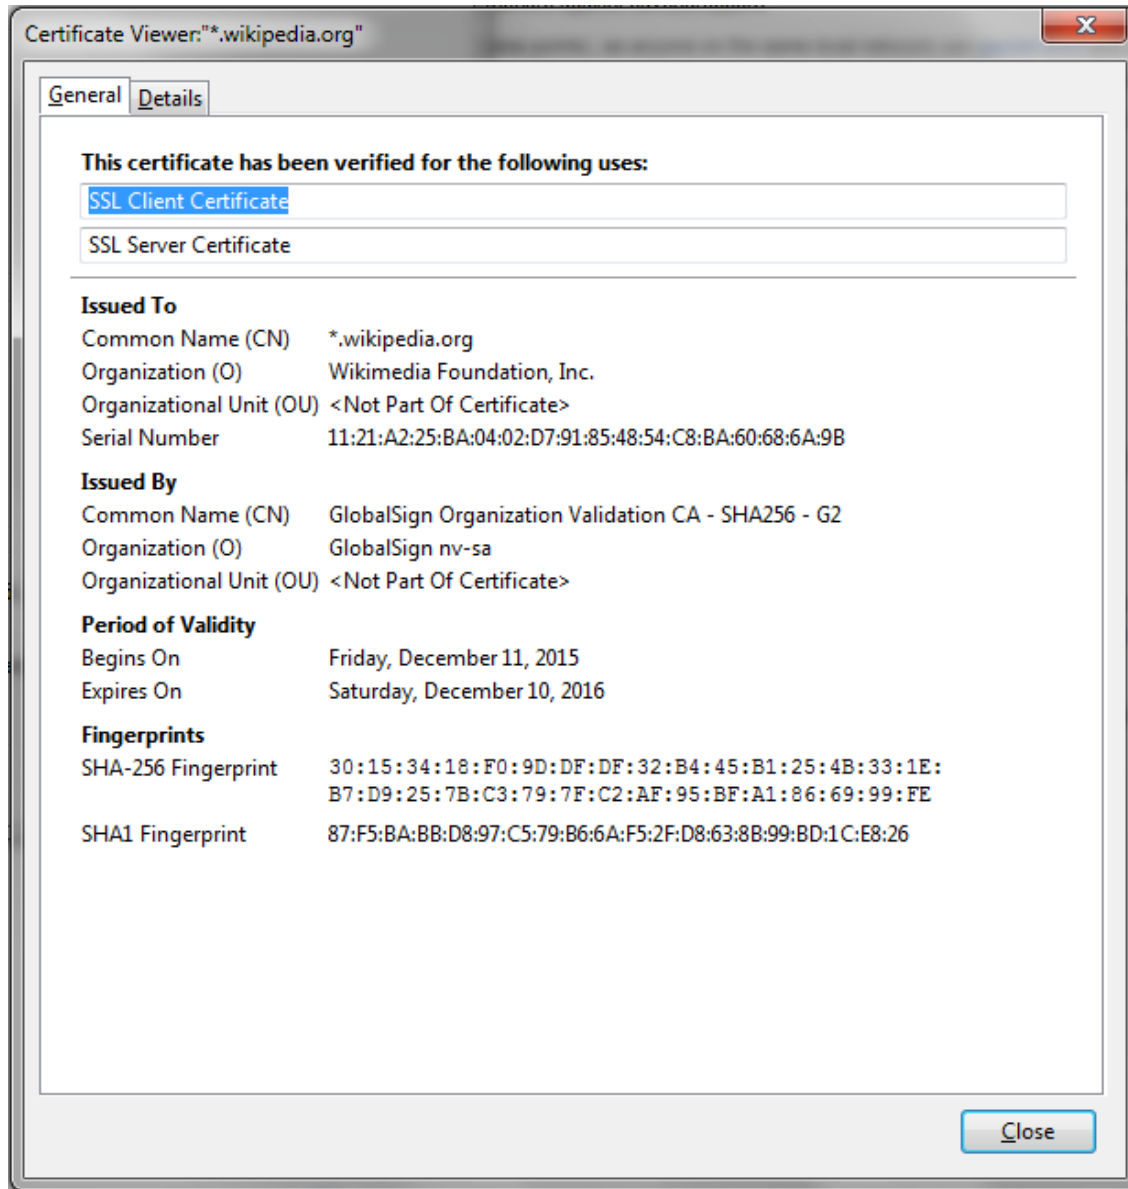 Certificate Viewer:"*.wikipedia.org"
General Details
This certificate has been verified for the following uses:
SSL Client Certificate
SSL Server Certificate
Issued To
Common Name (CN) *.wikipedia.org
Organization (O) Wikimedia Foundation, Inc.
Organizational Unit (OU) <Not Part Of Certificate>
Serial Number 11:21:A2:25:BA:04:02:D7:91:85:48:54:C8:BA:60:68:6A:9B
Issued By
Common Name (CN) GlobalSign Organization Validation CA - SHA256 - G2
Organization (O) GlobalSign nv-sa
Organizational Unit (OU) <Not Part Of Certificate>
Period of Validity
Begins On Friday, December 11, 2015
Expires On Saturday, December 10, 2016
Fingerprints
SHA-256 Fingerprint 30:15:34:18:F0:9D:DF:DF:32:B4:45:B1:25:4B:33:1E:
B7:D9:25:7B:C3:79:7F:C2:AF:95:BF:A1:86:69:99:FE
SHA1 Fingerprint 87:F5:BA:BB:D8:97:C5:79:B6:6A:F5:2F:D8:63:8B:99:BD:1C:E8:26
Close